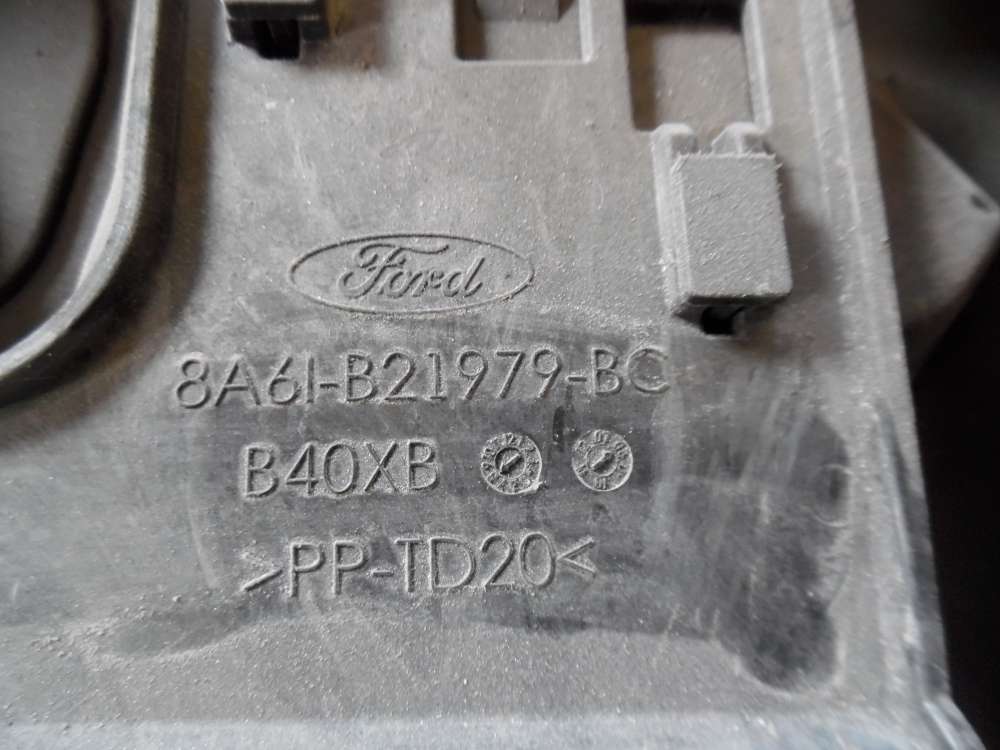 Ford
8A6I-B21979-BC
B40XB
>PP-TD20<